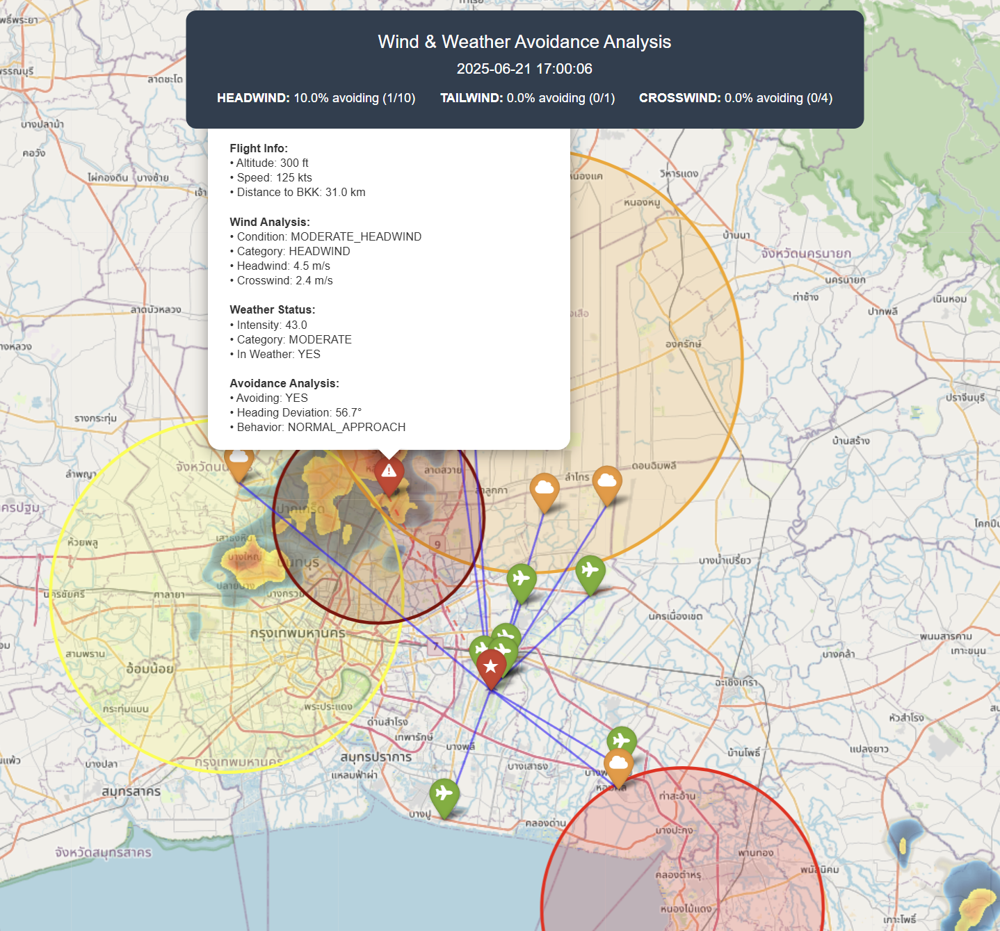 Wind & Weather Avoidance Analysis
2025-06-21 17:00:06
HEADWIND: 10.0% avoiding (1/10) TAILWIND: 0.0% avoiding (0/1) CROSSWIND: 0.0% avoiding (0/4)
Flight Info:
• Altitude: 300 ft
• Speed: 125 kts
• Distance to BKK: 31.0 km
Wind Analysis:
• Condition: MODERATE_HEADWIND
• Category: HEADWIND
• Headwind: 4.5 m/s
• Crosswind: 2.4 m/s
Weather Status:
• Intensity: 43.0
• Category: MODERATE
• In Weather: YES
Avoidance Analysis:
• Avoiding: YES
• Heading Deviation: 56.7°
• Behavior: NORMAL_APPROACH
ลาดชะโด
บางปลาม้า
คอวัง
ไผ่กองดิน
บางซ้าย
วิหารแดง
หนองแค
หนองหมู
บ้านนา
จังหวัดนครนายก
นครนายก
ท่าช้าง
เนินหอม
ปากพลี
ลาดบัวหลวง
องครักษ์
ปราจีนบุรี
รางกระทุ่ม
บ้านสร้าง
ลำพญา
ลาดสวาย
ลำลูกกา
ลำไทร
ดอนฉิมพลี
ปากเกร็ด
ห้วยพลู
เสาธงหิน
บางใหญ่
9
บางน้ำเปรี้ยว
ปลายบาง
นครชัยศรี
ศาลายา
บางกรวย
นครเนื่องเขต
กรุงเทพมหานคร
7
พนมสารคาม
เกาะขนุน
สามพราน
อ้อมน้อย
บางคล้า
ฉะเชิงเทรา
กระทุ่มแบน
พระประแดง
ด่านสำโรง
หัวสำโรง
เทพารักษ์
บางพลี
สมุทรปราการ
บางเสาธง
บ้านโพธิ์
แปลงยาว
กรุงเทพมหานคร
บางปลา
แหลมฟ้าผ่า
สมุทรสาคร
หอมศีล
ท่าสะอ้าน
บางปู
คลองด่าน
บางปะกง
จังหวัดสมุทรสาคร
พานทอง
พนัสนิคม
คลองตำหรุ
หนองไม้แดง
เกาะโพธิ์